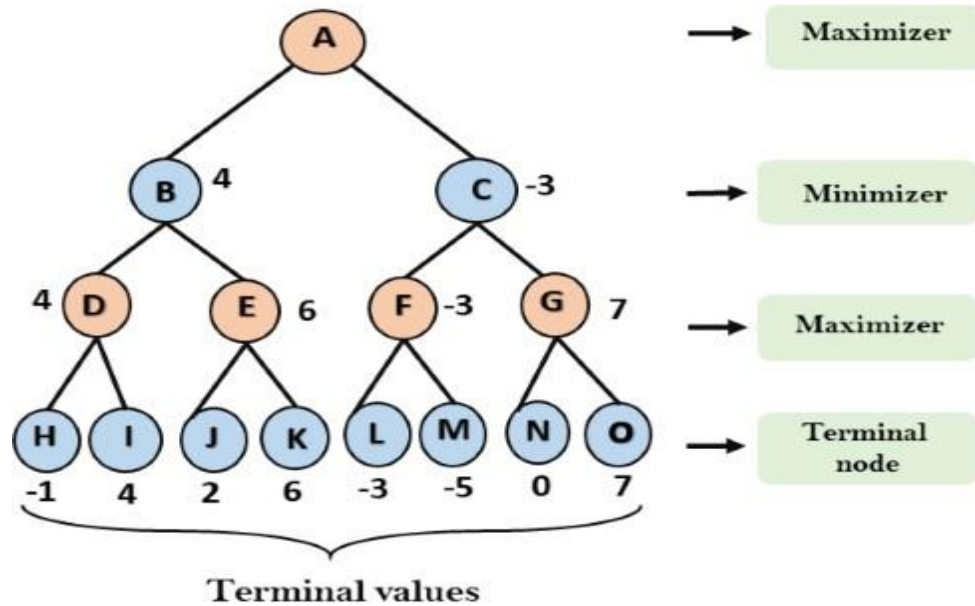 A
Maximizer
B 4
C -3
Minimizer
4 D
E 6
F -3
G 7
Maximizer
H I J K L M N O
Terminal
node
-1 4 2 6 -3 -5 0 7
Terminal values